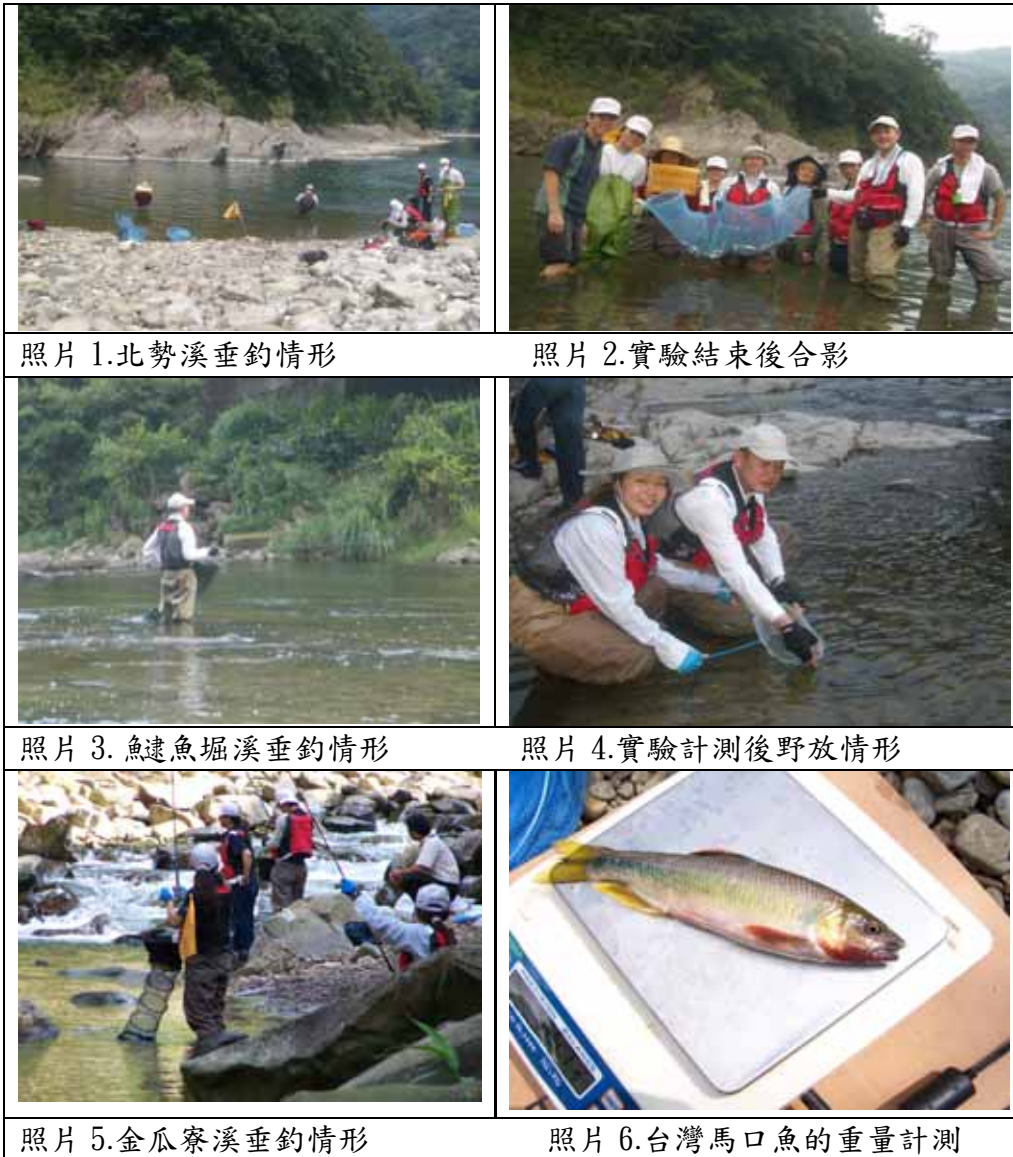 照片 1.北勢溪垂釣情形
照片 2.實驗結束後合影
照片 3. 鱼逮魚堀溪垂釣情形
照片 4.實驗計測後野放情形
照片 5.金瓜寮溪垂釣情形
照片 6.台灣馬口魚的重量計測